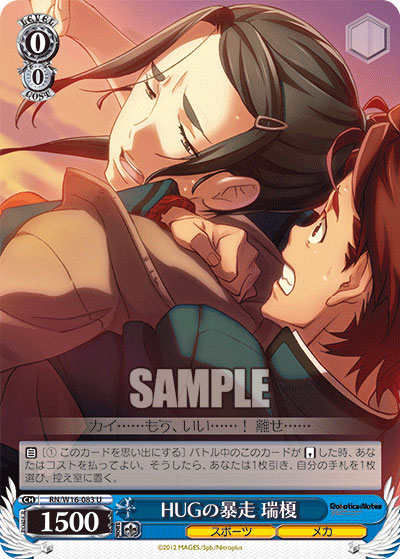 LEVEL
0
0
COST
SAMPLE
カイ……もう、いい……！ 離せ……
自 ［① このカードを思い出にする］ バトル中のこのカードが した時、あな
たはコストを払ってよい。そうしたら、あなたは1枚引き、自分の手札を1枚
選び、控え室に置く。
CH RN/W16-083 U
1500
HUGの暴走 瑞榎
Robotics;Notes
スポーツ メカ
©2012 MAGES./5pb./Nitroplus